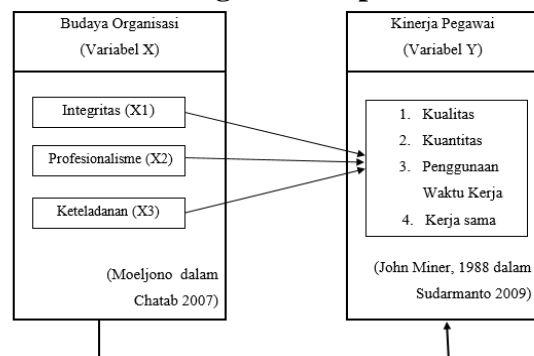 Budaya Organisasi
(Variabel X)
Integritas (X1)
Profesionalisme (X2)
Keteladanan (X3)
(Moeljono dalam
Chatab 2007)
Kinerja Pegawai
(Variabel Y)
1. Kualitas
2. Kuantitas
3. Penggunaan
Waktu Kerja
4. Kerja sama
(John Miner, 1988 dalam
Sudarmanto 2009)